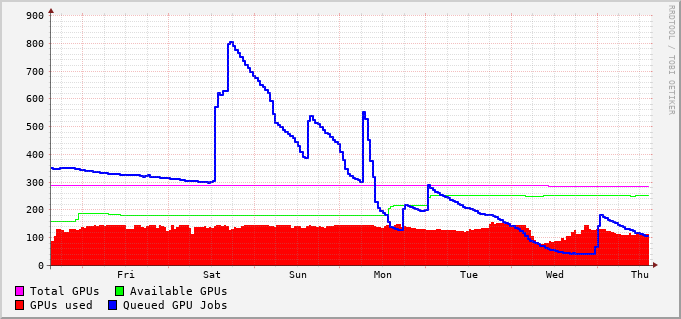 900
800
700
600
500
400
300
200
100
0
Fri Sat Sun Mon Tue Wed Thu
Total GPUs Available GPUs
GPUs used Queued GPU Jobs
RRDTOOL / TOBI OETIKER